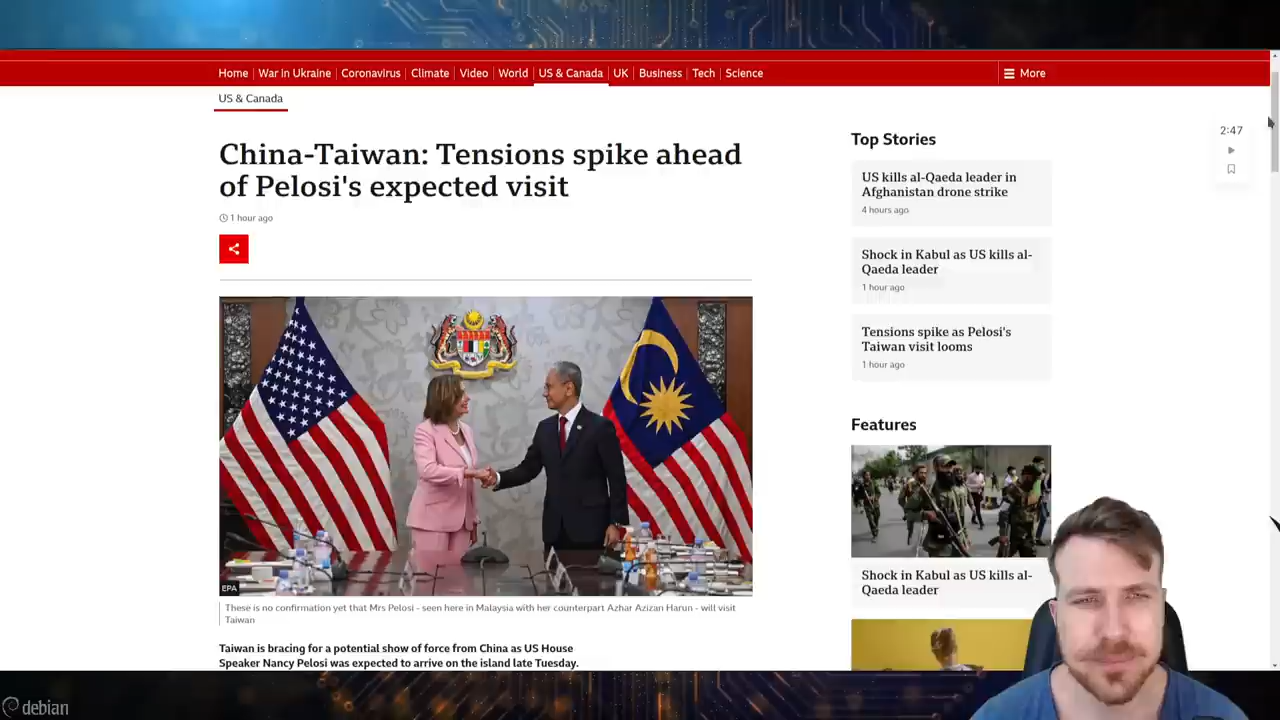 Home
War in Ukraine
Coronavirus
Climate
Video
World
US & Canada
UK
Business
Tech
Science
More
US & Canada
China-Taiwan: Tensions spike ahead
of Pelosi's expected visit
1 hour ago
EPA
These is no confirmation yet that Mrs Pelosi - seen here in Malaysia with her counterpart Azhar Azizan Harun - will visit
Taiwan
Taiwan is bracing for a potential show of force from China as US House
Speaker Nancy Pelosi was expected to arrive on the island late Tuesday.
Top Stories
US kills al-Qaeda leader in
Afghanistan drone strike
4 hours ago
Shock in Kabul as US kills al-
Qaeda leader
1 hour ago
Tensions spike as Pelosi's
Taiwan visit looms
1 hour ago
Features
Shock in Kabul as US kills al-
Qaeda leader
2:47
debian